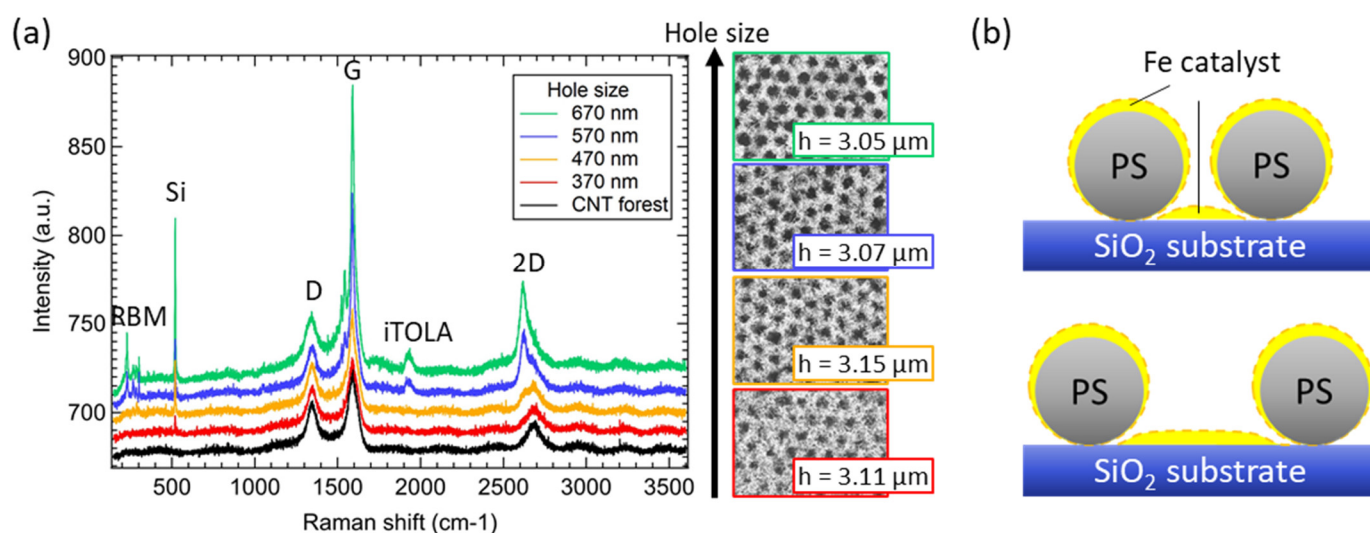 (a)
900
850
800
750
700
Intensity (a.u.)
500
1000
1500
2000
2500
3000
3500
Raman shift (cm-1)
RBM
Si
D
G
iTOLA
2D
Hole size
670 nm
570 nm
470 nm
370 nm
CNT forest
Hole size
h = 3.05 µm
h = 3.07 µm
h = 3.15 µm
h = 3.11 µm
(b)
Fe catalyst
PS
PS
SiO₂ substrate
PS
PS
SiO₂ substrate